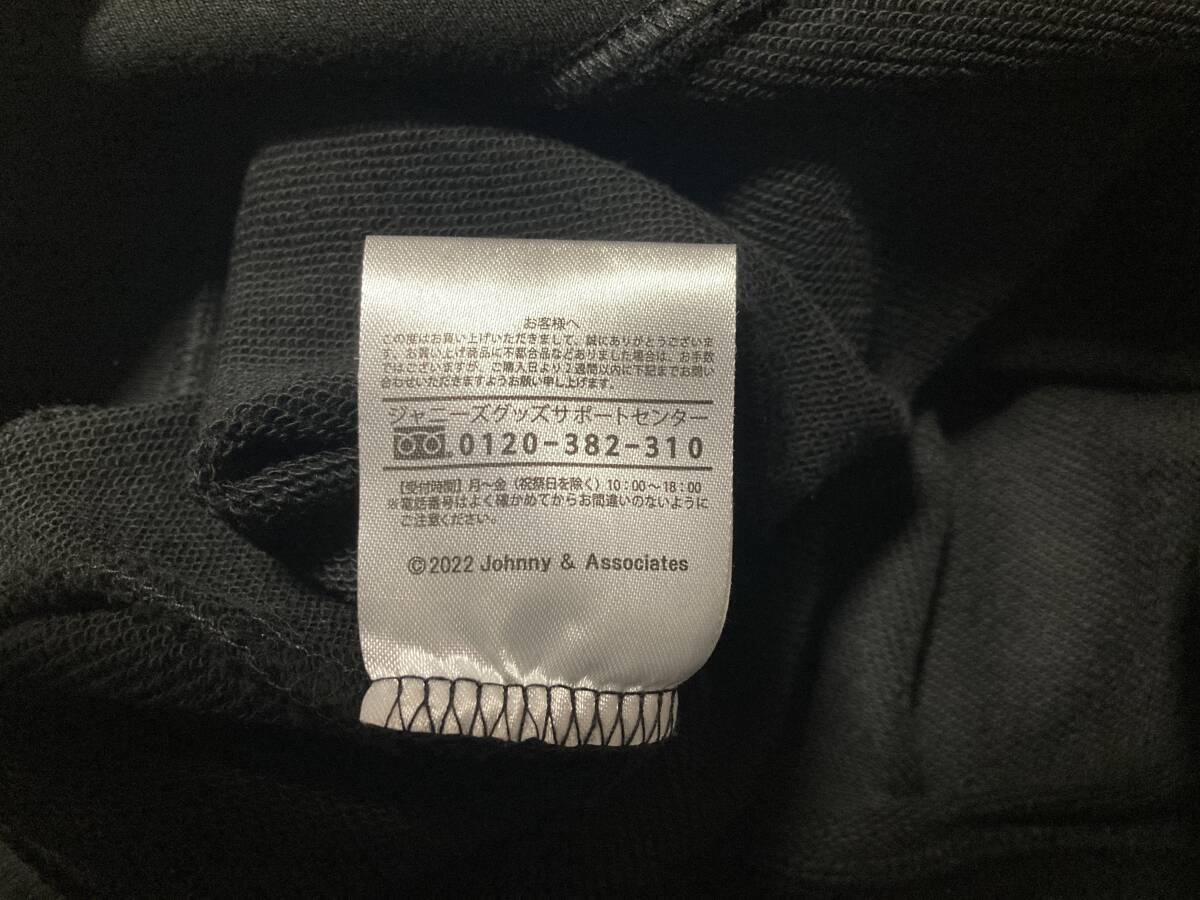 お客様へ
この度はお買い上げいただきまして、誠にありがとうございま
す。お買い上げ商品に不都合品などありました場合は、お手数
ではございますが、ご購入日より2週間以内に下記までお問い
合わせいただきますようお願い申し上げます。
ジャニーズグッズサポートセンター
0120-382-310
【受付時間】月～金（祝祭日を除く）10：00～18：00
※電話番号はよく確かめてからお間違いのないように
ご注意ください。
©2022 Johnny & Associates